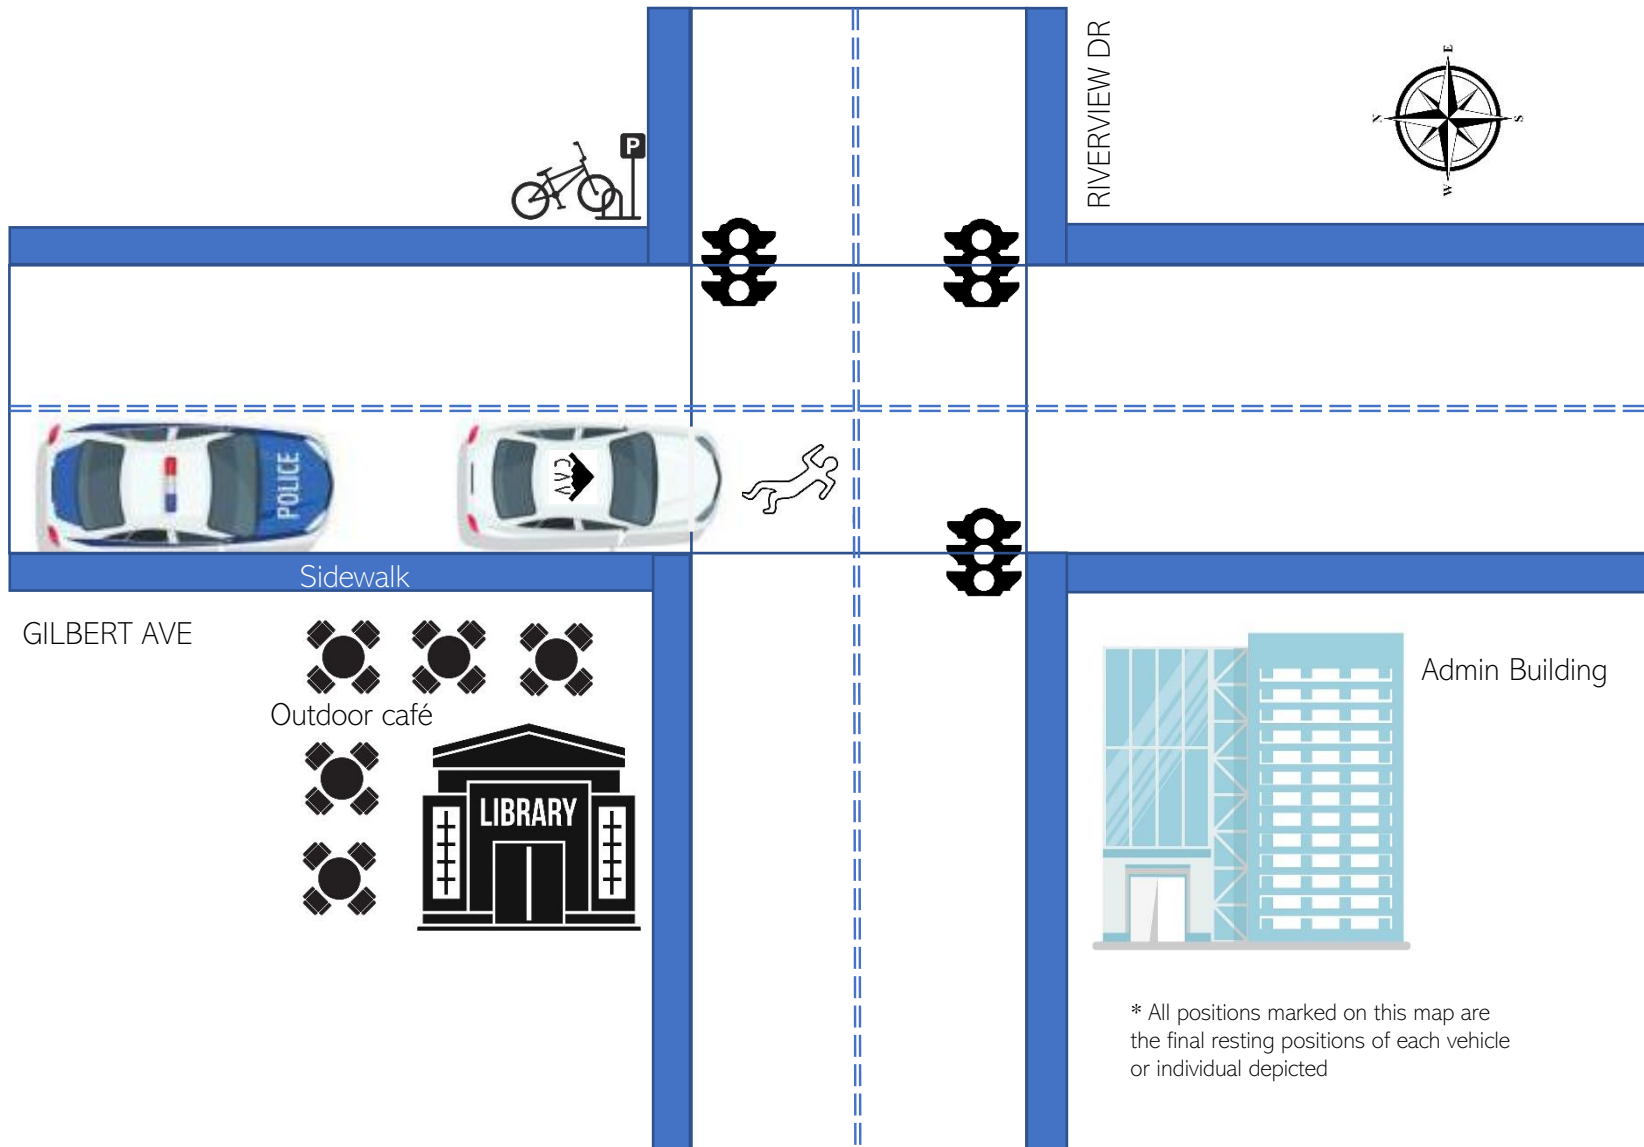 RIVERVIEW DR
E
N
S
W
P
POLICE
CAV
Sidewalk
GILBERT AVE
Outdoor café
LIBRARY
Admin Building
* All positions marked on this map are
the final resting positions of each vehicle
or individual depicted